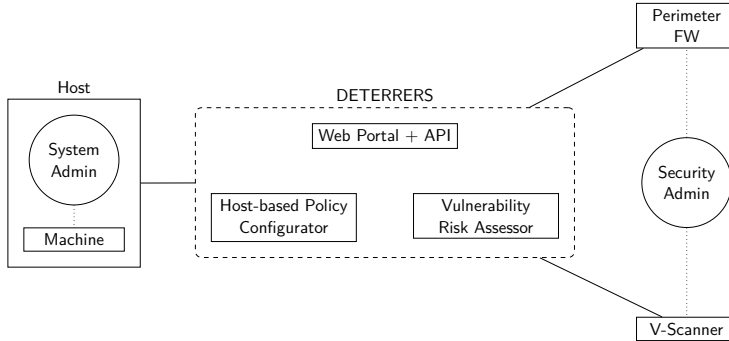 Perimeter
FW
Host
DETERRERS
Web Portal + API
System
Admin
Security
Admin
Host-based Policy
Configurator
Vulnerability
Risk Assessor
Machine
V-Scanner